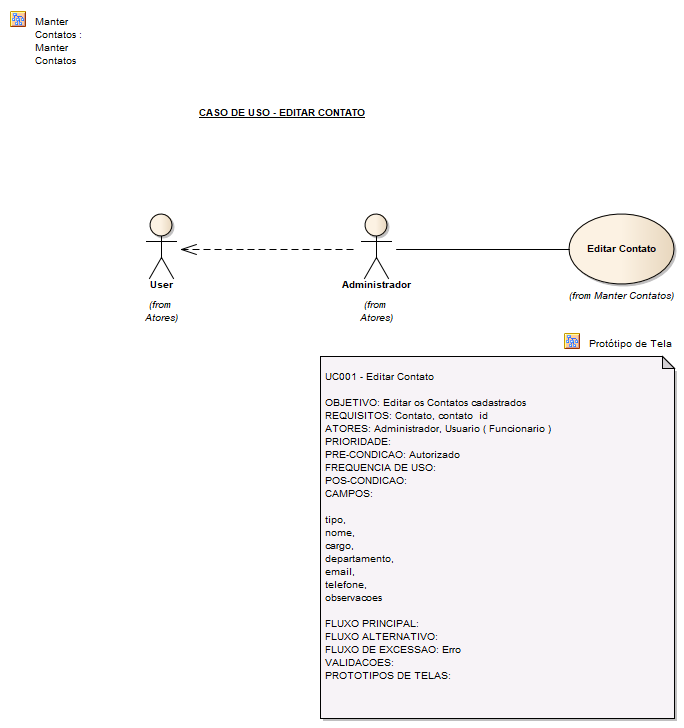 Manter
Contatos :
Manter
Contatos
CASO DE USO - EDITAR CONTATO
User
(from
Atores)
Administrador
(from
Atores)
Editar Contato
(from Manter Contatos)
Protótipo de Tela
UC001 - Editar Contato
OBJETIVO: Editar os Contatos cadastrados
REQUISITOS: Contato, contato id
ATORES: Administrador, Usuario ( Funcionario )
PRIORIDADE:
PRE-CONDICAO: Autorizado
FREQUENCIA DE USO:
POS-CONDICAO:
CAMPOS:
tipo,
nome,
cargo,
departamento,
email,
telefone,
observacoes
FLUXO PRINCIPAL:
FLUXO ALTERNATIVO:
FLUXO DE EXCESSAO: Erro
VALIDACOES:
PROTOTIPOS DE TELAS: